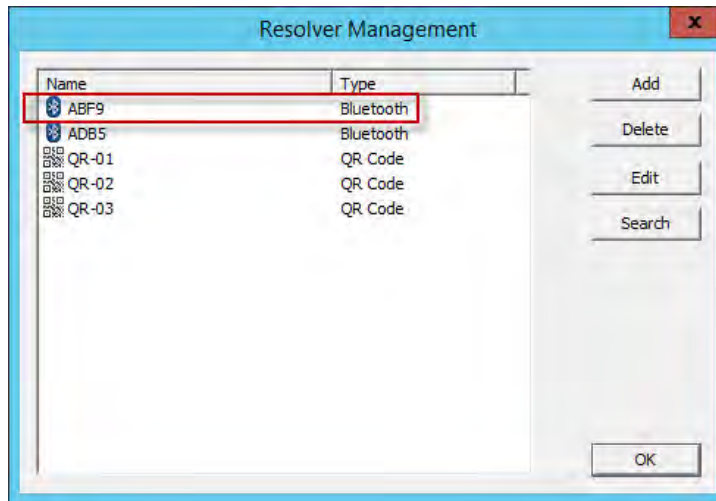 Resolver Management
x
Name Type
ABF9 Bluetooth
ADB5 Bluetooth
QR-01 QR Code
QR-02 QR Code
QR-03 QR Code
Add
Delete
Edit
Search
OK